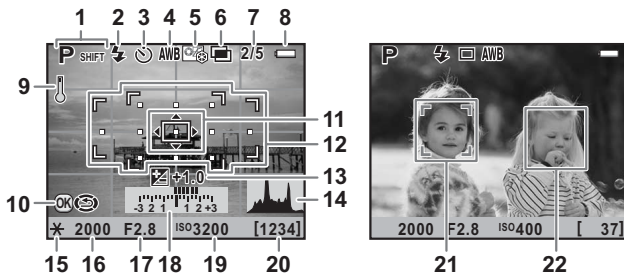 1 2 3 4 5 6 7 8
P SHIFT AWB 2/5
P AWB
9
11
12
+1.0
13
14
10 OK
-3 2 1 1 2 +3
2000 F2.8 ISO3200 [1234]
2000 F2.8 ISO400 [ 37]
15 16 17 18 19 20
21 22